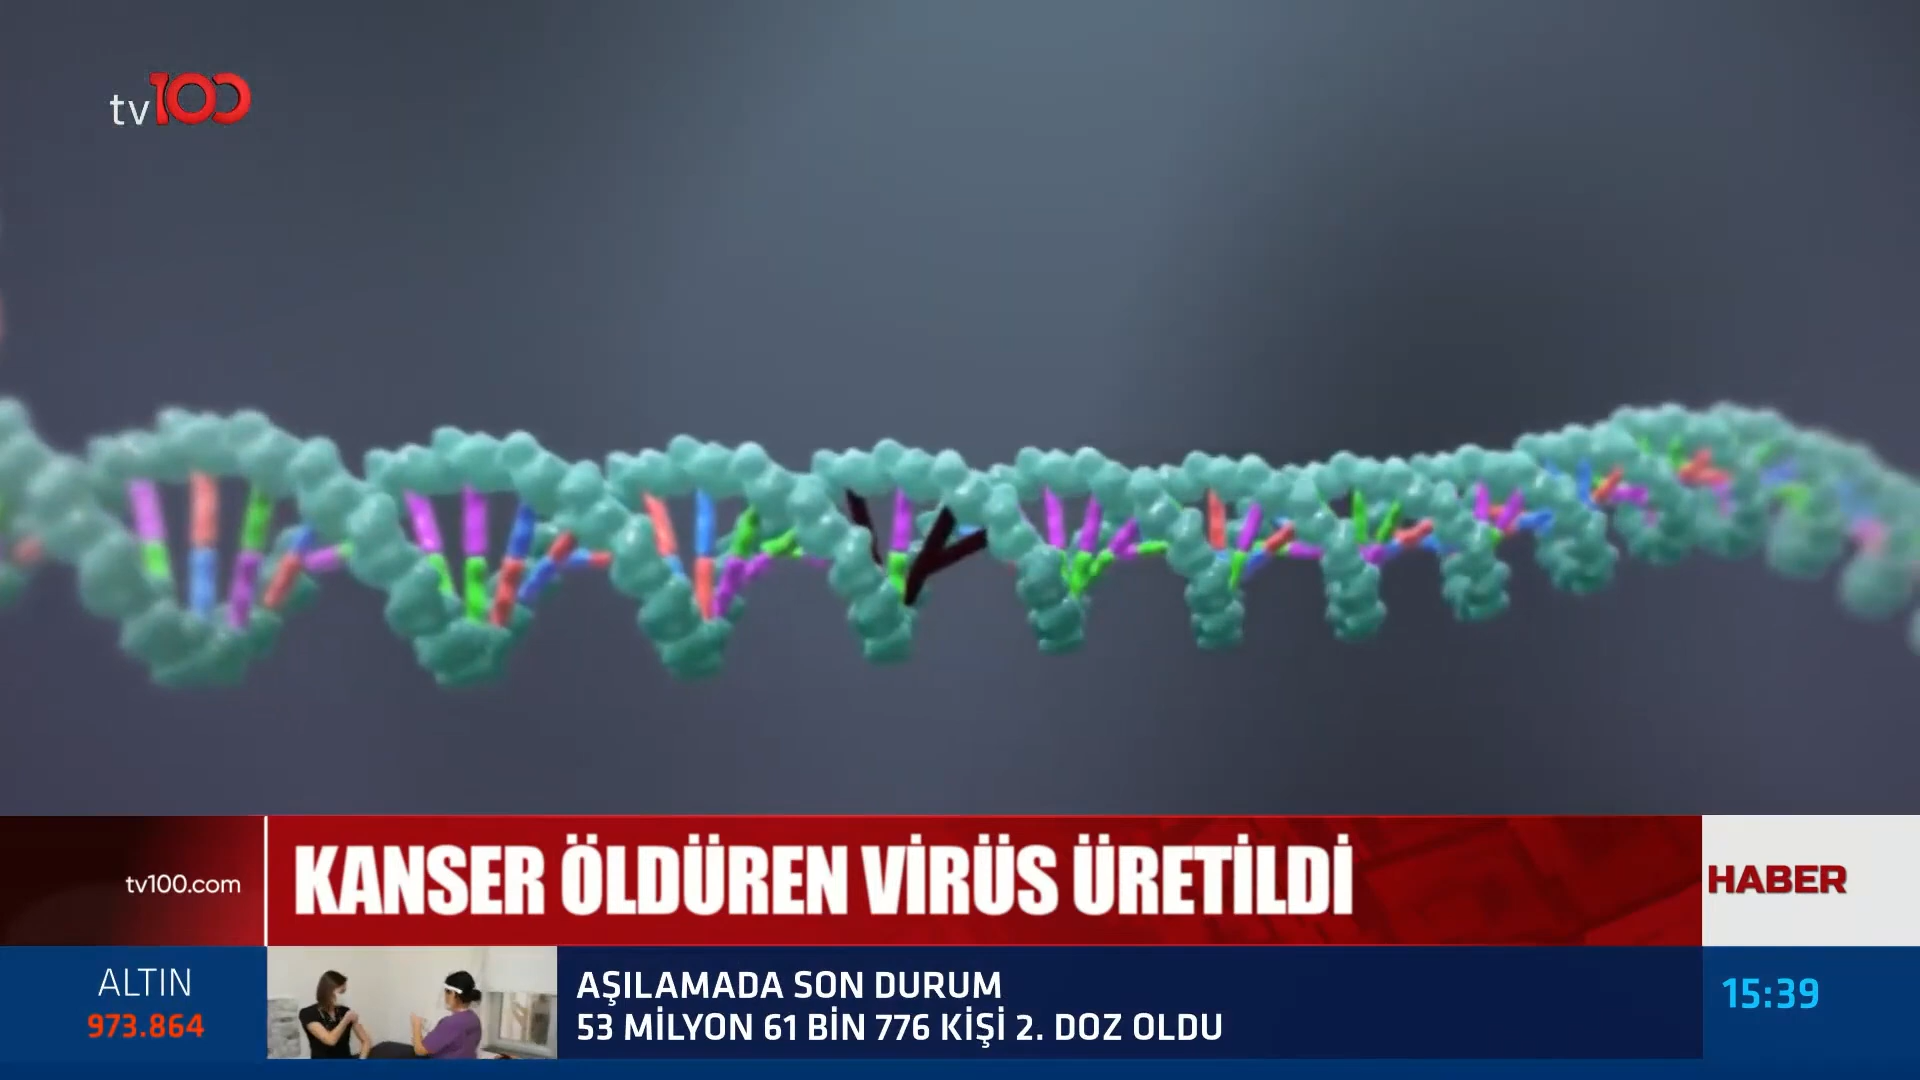 tv100
tv100.com
KANSER ÖLDÜREN VİRÜS ÜRETİLDİ
HABER
ALTIN
973.864
AŞILAMADA SON DURUM
53 MİLYON 61 BİN 776 KİŞİ 2. DOZ OLDU
15:39